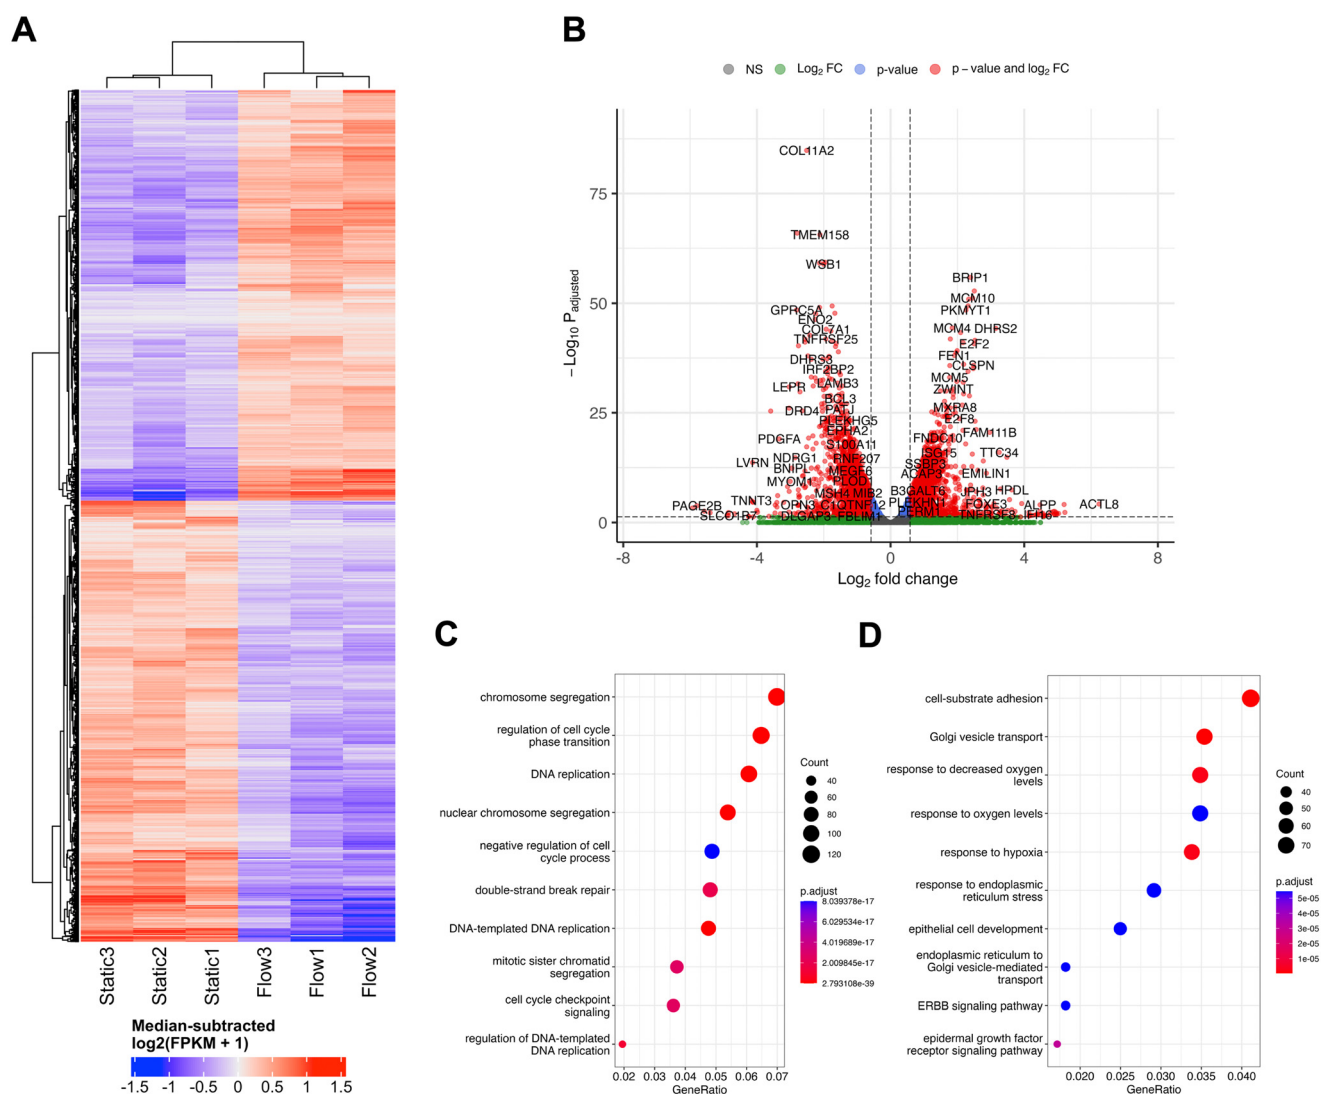 A
Static3
Static2
Static1
Flow3
Flow1
Flow2
Median-subtracted
log2(FPKM + 1)
-1.5 -1 -0.5 0 0.5 1 1.5
B
NS Log2 FC p-value p – value and log2 FC
– Log10 Padjusted
75
50
25
0
COL11A2
TMEM158
WSB1
BRIP1
MCM10
GPRC5A
PKMYT1
ENO2
COL7A1
MCM4 DHRS2
TNFRSF25
E2F2
FEN1
DHRS3
CLSPN
IRF2BP2
MCM5
LEPR
LAMB3
ZWINT
BCL3
DRD4
PATJ
MXRA8
PLEKHG5
E2F8
EPHA2
FAM111B
PDGFA
FNDC10
S100A11
ISG15
TTC34
LVRN
NDRG1
RNF207
SSBP3
BNIPL
MEGF6
ACAP3
EMILIN1
MYOM1
PLOD1
MSH4 MIB2
B3GALT6
JPH3
HPDL
TNNT3
PLEKHN1
PAGE2B
OPN3
C1QTNF12
FOXE3
ALPP
ACTL8
SLC01B7
DLGAP3
FBLIM1
PERM1
-8 -4 0 4 8
Log2 fold change
C
chromosome segregation
regulation of cell cycle
phase transition
DNA replication
nuclear chromosome segregation
negative regulation of cell
cycle process
double-strand break repair
DNA-templated DNA replication
mitotic sister chromatid
segregation
cell cycle checkpoint
signaling
regulation of DNA-templated
DNA replication
0.02 0.03 0.04 0.05 0.06 0.07
GeneRatio
Count
40
60
80
100
120
p.adjust
8.039378e-17
6.029534e-17
4.019689e-17
2.009845e-17
2.793108e-39
D
cell-substrate adhesion
Golgi vesicle transport
response to decreased oxygen
levels
response to oxygen levels
response to hypoxia
response to endoplasmic
reticulum stress
epithelial cell development
endoplasmic reticulum to
Golgi vesicle-mediated
transport
ERBB signaling pathway
epidermal growth factor
receptor signaling pathway
0.020 0.025 0.030 0.035 0.040
GeneRatio
Count
40
50
60
70
p.adjust
5e-05
4e-05
3e-05
2e-05
1e-05